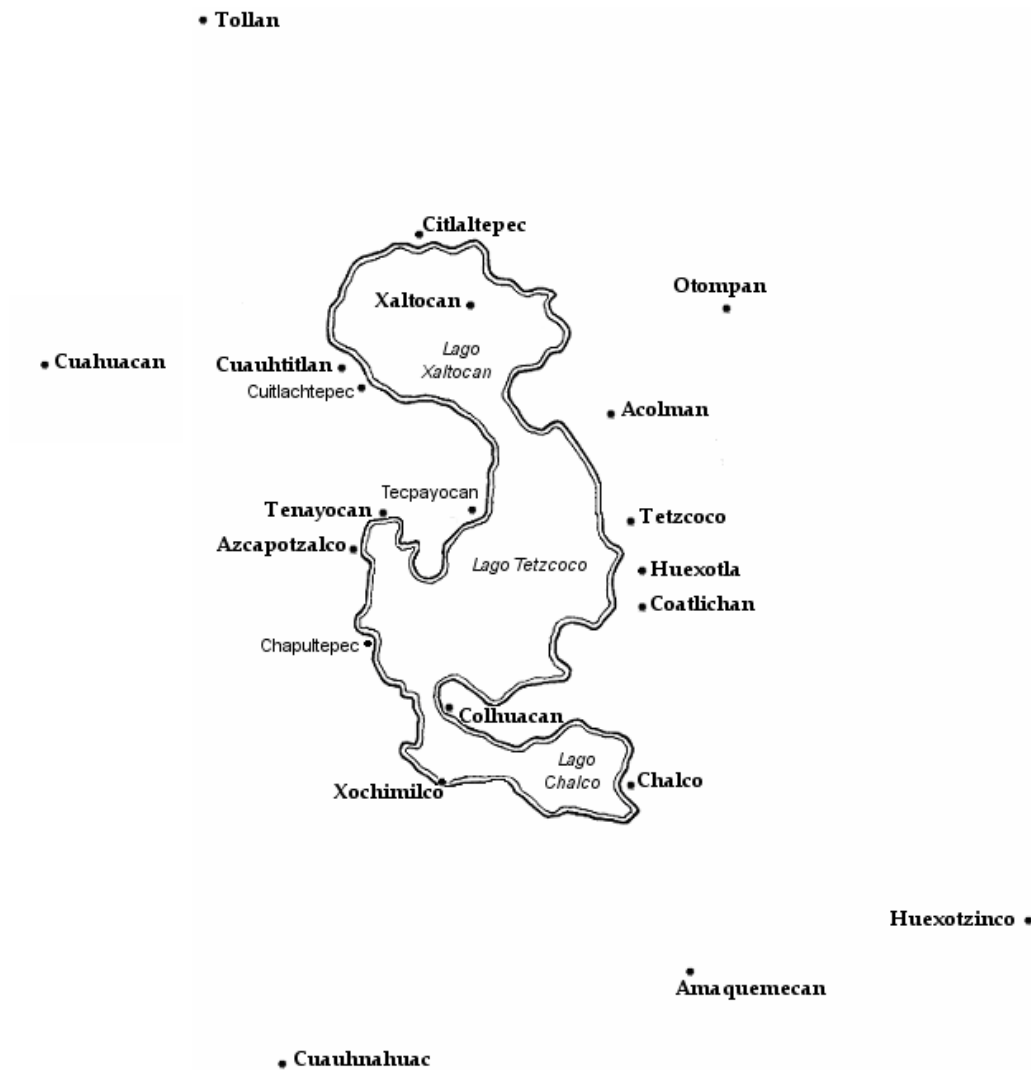 Tollan
Citlaltepec
Otompan
Xaltocan
Lago
Xaltocan
Cuahuacan
Cuauhtitlan
Cuitlachtepec
Acolman
Tecpayocan
Tenayocan
Tetzcoco
Azcapotzalco
Lago Tetzcoco
Huexotla
Coatlichan
Chapultepec
Colhuacan
Lago
Chalco
Xochimilco
Chalco
Huexotzinco
Amaquemecan
Cuauhnahuac